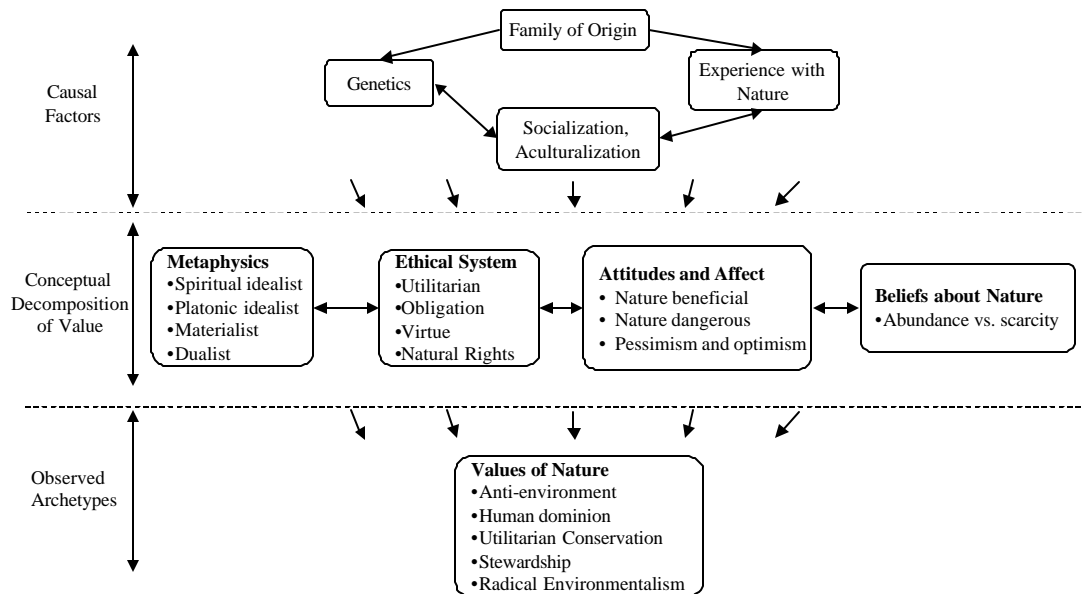 Family of Origin
Genetics
Experience with
Nature
Causal
Factors
Socialization,
Aculturalization
Conceptual
Decomposition
of Value
Metaphysics
•Spiritual idealist
•Platonic idealist
•Materialist
•Dualist
Ethical System
•Utilitarian
•Obligation
•Virtue
•Natural Rights
Attitudes and Affect
• Nature beneficial
• Nature dangerous
• Pessimism and optimism
Beliefs about Nature
•Abundance vs. scarcity
Observed
Archetypes
Values of Nature
•Anti-environment
•Human dominion
•Utilitarian Conservation
•Stewardship
•Radical Environmentalism